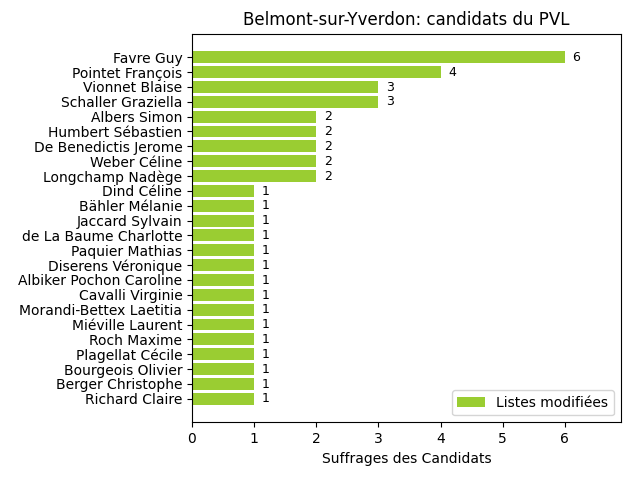 Belmont-sur-Yverdon: candidats du PVL
Favre Guy 6
Pointet François 4
Vionnet Blaise 3
Schaller Graziella 3
Albers Simon 2
Humbert Sébastien 2
De Benedictis Jerome 2
Weber Céline 2
Longchamp Nadège 2
Dind Céline 1
Bähler Mélanie 1
Jaccard Sylvain 1
de La Baume Charlotte 1
Paquier Mathias 1
Diserens Véronique 1
Albiker Pochon Caroline 1
Cavalli Virginie 1
Morandi-Bettex Laetitia 1
Miéville Laurent 1
Roch Maxime 1
Plagellat Cécile 1
Bourgeois Olivier 1
Berger Christophe 1
Richard Claire 1
Listes modifiées
0 1 2 3 4 5 6
Suffrages des Candidats